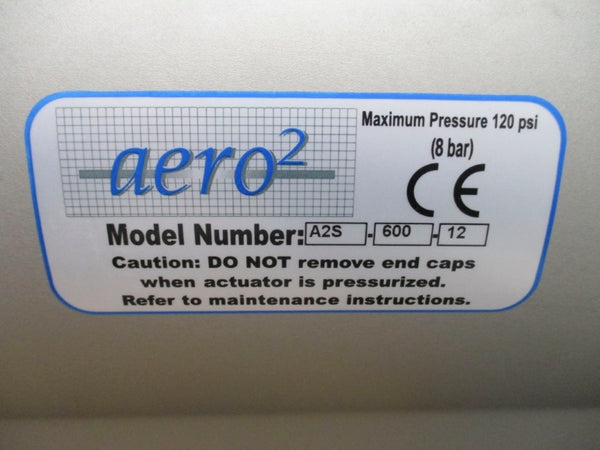 aero²
Maximum Pressure 120 psi
(8 bar)
CE
Model Number: A2S - 600 - 12
Caution: DO NOT remove end caps
when actuator is pressurized.
Refer to maintenance instructions.